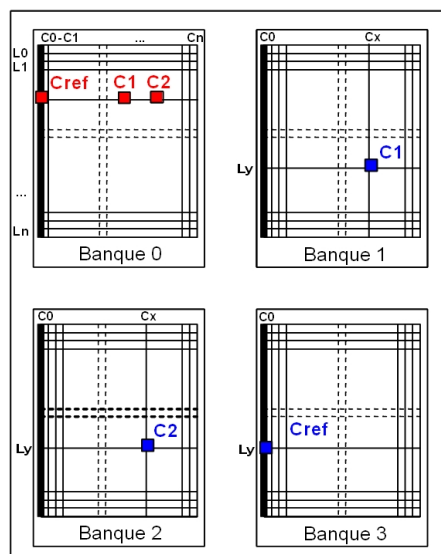 C0-C1 ... Cn
L0
L1
Cref C1 C2
...
Ln
Banque 0
C0 Cx
C1
Ly
Banque 1
C0 Cx
C2
Ly
Banque 2
C0
Cref
Ly
Banque 3